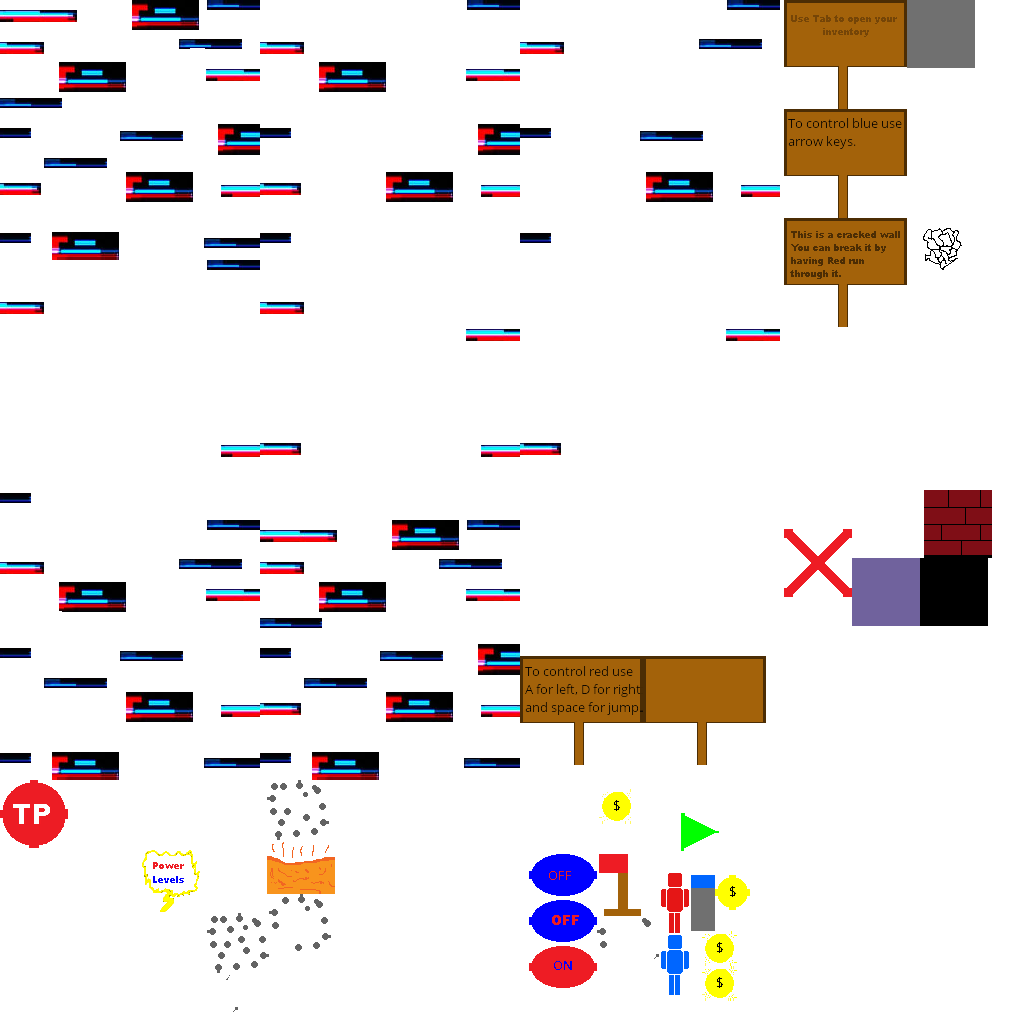 Use Tab to open your
inventory
To control blue use
arrow keys.
This is a cracked wall
You can break it by
having Red run
through it.
To control red use
A for left, D for right
and space for jump.
TP
Power
Levels
$
OFF
$
OFF
$
ON
$